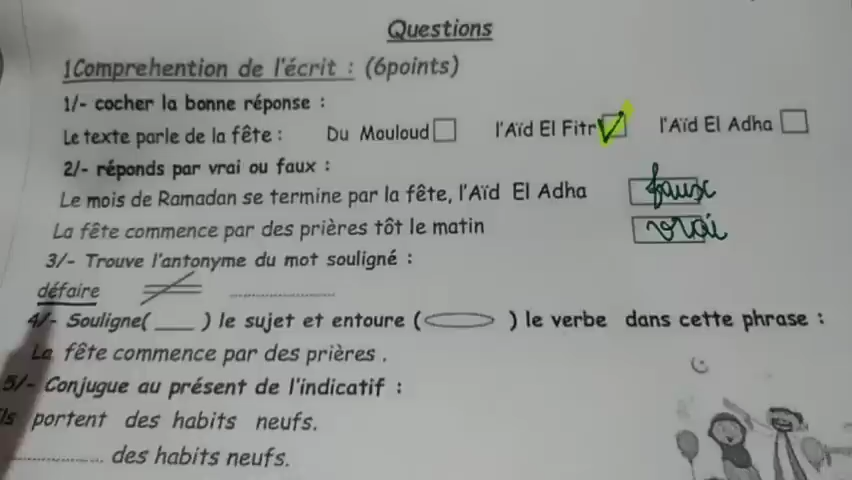 Questions
1Comprehention de l'écrit : (6points)
1/- cocher la bonne réponse :
Le texte parle de la fête : Du Mouloud l'Aïd El Fitr l'Aïd El Adha
2/- réponds par vrai ou faux :
Le mois de Ramadan se termine par la fête, l'Aïd El Adha faux
La fête commence par des prières tôt le matin vrai
3/- Trouve l'antonyme du mot souligné :
défaire ....................
4/- Souligne( ___ ) le sujet et entoure ( ) le verbe dans cette phrase :
La fête commence par des prières .
5/- Conjugue au présent de l'indicatif :
Ils portent des habits neufs.
.................. des habits neufs.